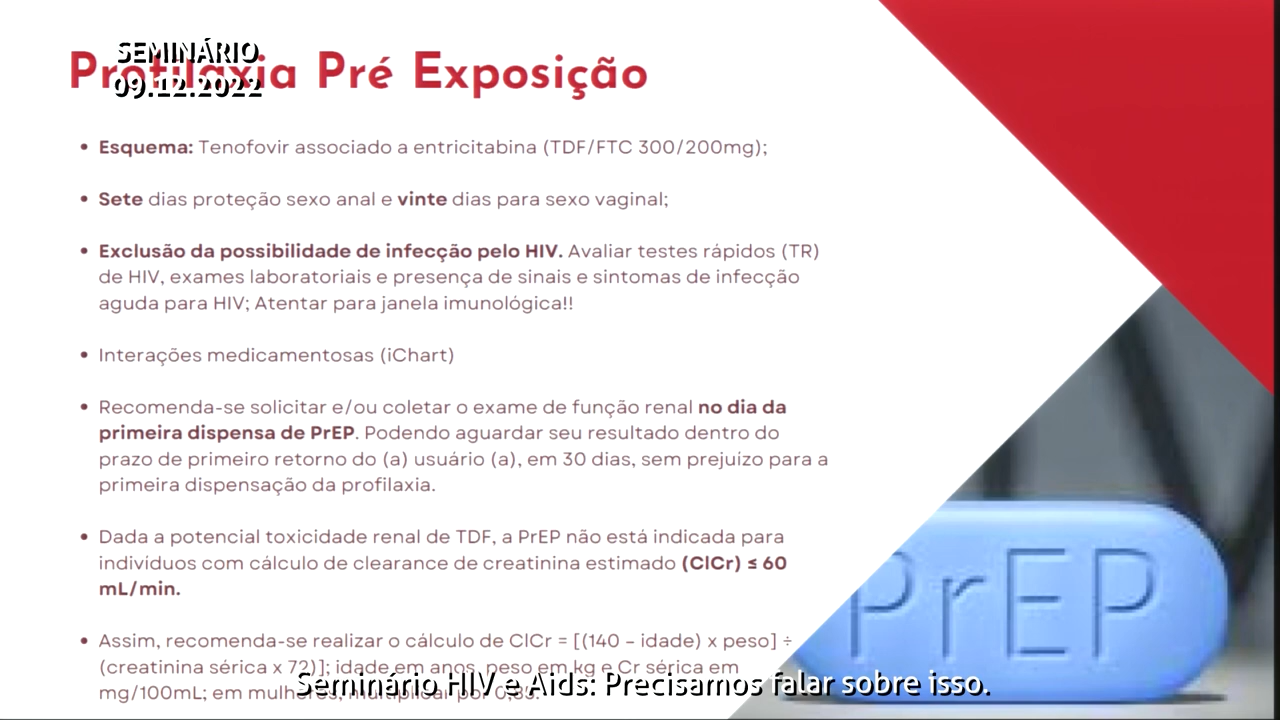 SEMINÁRIO
09.12.2022
Profilaxia Pré Exposição
• Esquema: Tenofovir associado a entricitabina (TDF/FTC 300/200mg);
• Sete dias proteção sexo anal e vinte dias para sexo vaginal;
• Exclusão da possibilidade de infecção pelo HIV. Avaliar testes rápidos (TR)
de HIV, exames laboratoriais e presença de sinais e sintomas de infecção
aguda para HIV; Atentar para janela imunológica!!
• Interações medicamentosas (iChart)
• Recomenda-se solicitar e/ou coletar o exame de função renal no dia da
primeira dispensa de PrEP. Podendo aguardar seu resultado dentro do
prazo de primeiro retorno do (a) usuário (a), em 30 dias, sem prejuízo para a
primeira dispensação da profilaxia.
• Dada a potencial toxicidade renal de TDF, a PrEP não está indicada para
indivíduos com cálculo de clearance de creatinina estimado (ClCr) ≤ 60
mL/min.
• Assim, recomenda-se realizar o cálculo de ClCr = [(140 – idade) x peso] ÷
(creatinina sérica x 72)]; idade em anos, peso em kg e Cr sérica em
mg/100mL; em mulheres, multiplicar por 0,85.
Seminário HIV e Aids: Precisamos falar sobre isso.
PrEP